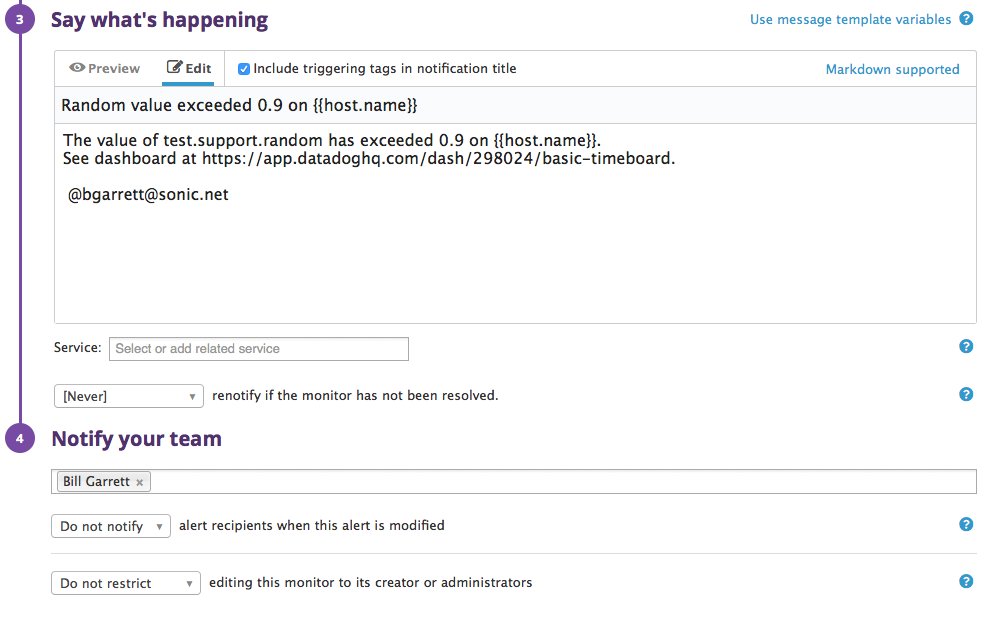 3 Say what's happening Use message template variables ?
Preview Edit Include triggering tags in notification title Markdown supported
Random value exceeded 0.9 on {{host.name}}
The value of test.support.random has exceeded 0.9 on {{host.name}}.
See dashboard at https://app.datadoghq.com/dash/298024/basic-timeboard.
@bgarrett@sonic.net
Service: Select or add related service ?
[Never] ▼ renotify if the monitor has not been resolved. ?
4 Notify your team
Bill Garrett ×
Do not notify ▼ alert recipients when this alert is modified ?
Do not restrict ▼ editing this monitor to its creator or administrators ?